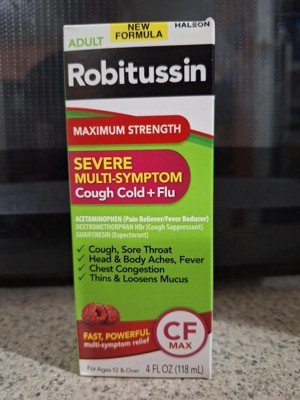 NEW
FORMULA
HALEON
ADULT
Robitussin
MAXIMUM STRENGTH
SEVERE
MULTI-SYMPTOM
Cough Cold + Flu
ACETAMINOPHEN (Pain Reliever/Fever Reducer)
DEXTROMETHORPHAN HBr (Cough Suppressant)
GUAIFENESIN (Expectorant)
✓ Cough, Sore Throat
✓ Head & Body Aches, Fever
✓ Chest Congestion
✓ Thins & Loosens Mucus
FAST, POWERFUL
multi-symptom relief
CF
MAX
For Ages 12 & Over
4 FL OZ (118 mL)